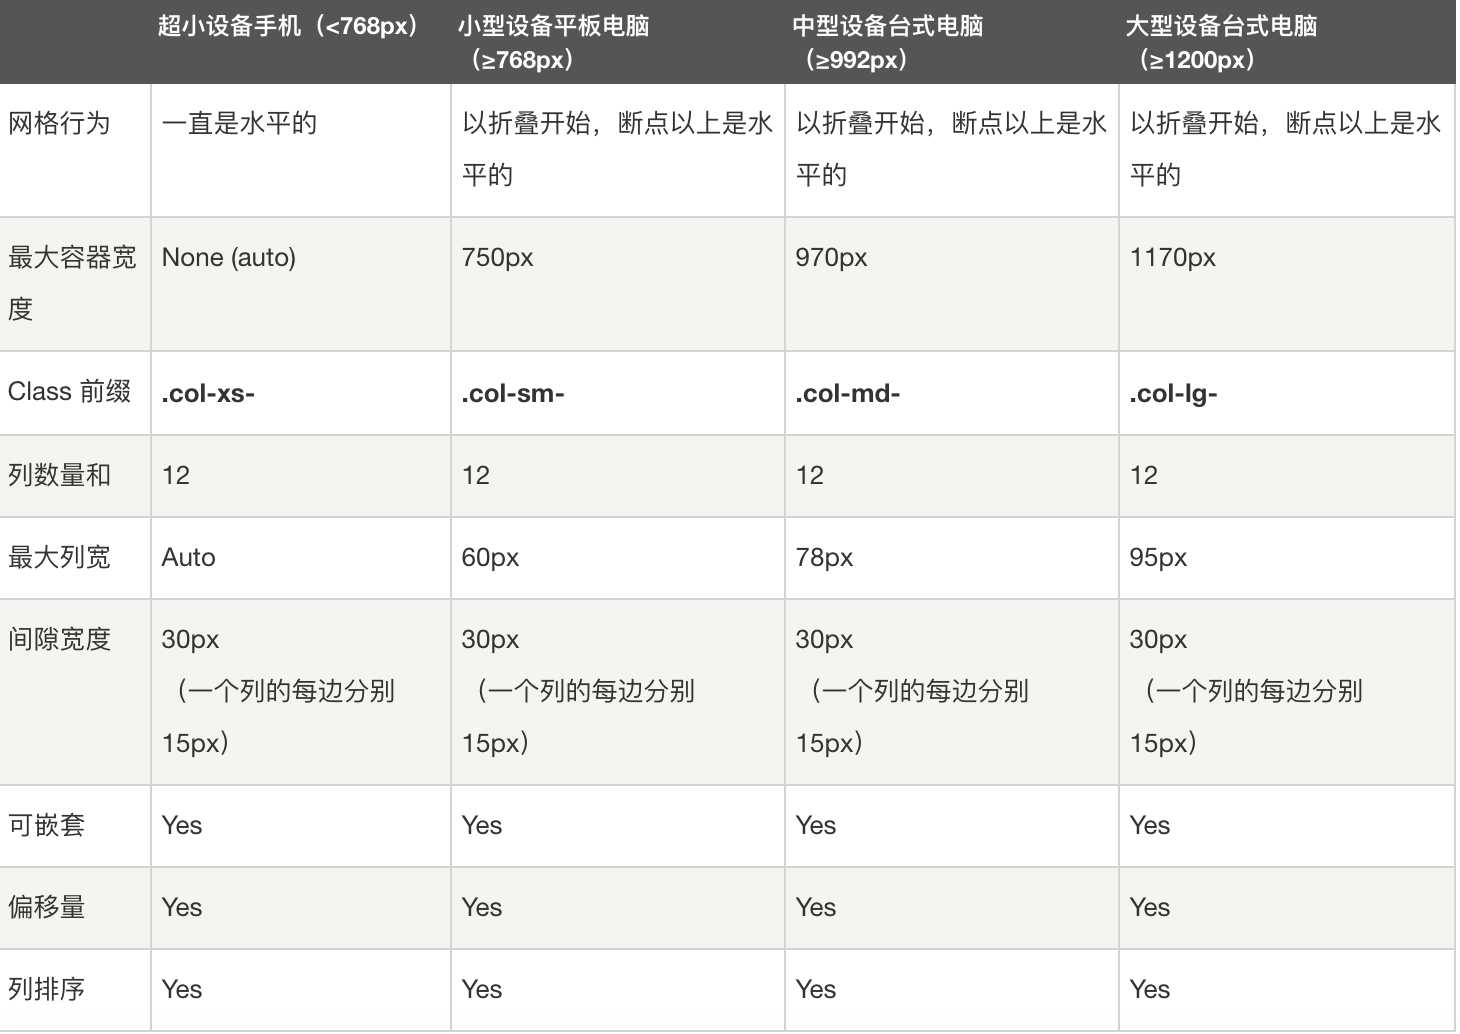 超小设备手机（<768px） 小型设备平板电脑 中型设备台式电脑 大型设备台式电脑
（≥768px） （≥992px） （≥1200px）
网格行为 一直是水平的 以折叠开始，断点以上是水 以折叠开始，断点以上是水 以折叠开始，断点以上是水
平的 平的 平的
最大容器宽 None (auto) 750px 970px 1170px
度
Class 前缀 .col-xs- .col-sm- .col-md- .col-lg-
列数量和 12 12 12 12
最大列宽 Auto 60px 78px 95px
间隙宽度 30px 30px 30px 30px
（一个列的每边分别 （一个列的每边分别 （一个列的每边分别 （一个列的每边分别
15px） 15px） 15px） 15px）
可嵌套 Yes Yes Yes Yes
偏移量 Yes Yes Yes Yes
列排序 Yes Yes Yes Yes